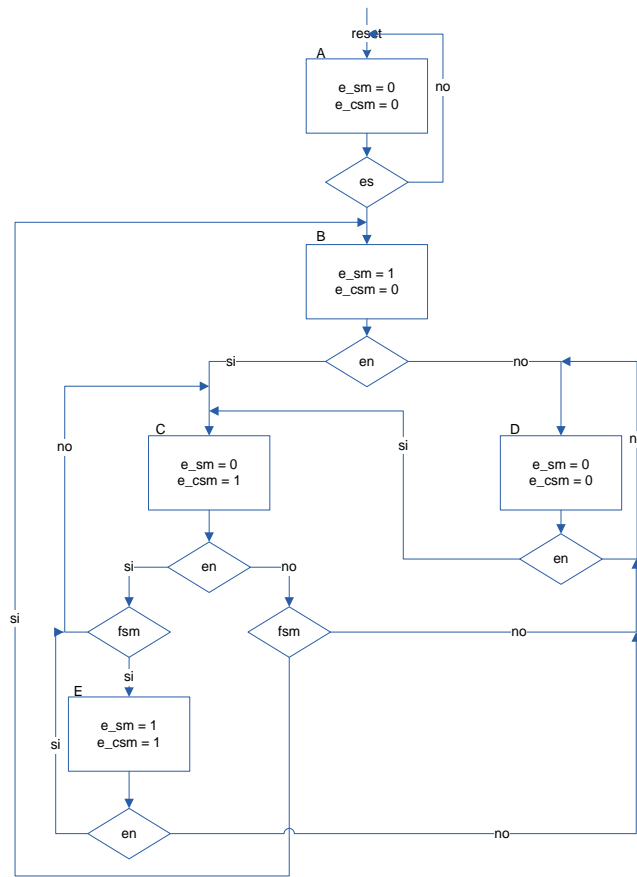 reset
A
e_sm = 0
e_csm = 0
no
es
B
e_sm = 1
e_csm = 0
si
en
no
C
e_sm = 0
e_csm = 1
D
e_sm = 0
e_csm = 0
no
si
n
en
en
si
no
si
fsm
fsm
no
si
E
e_sm = 1
e_csm = 1
si
en
no